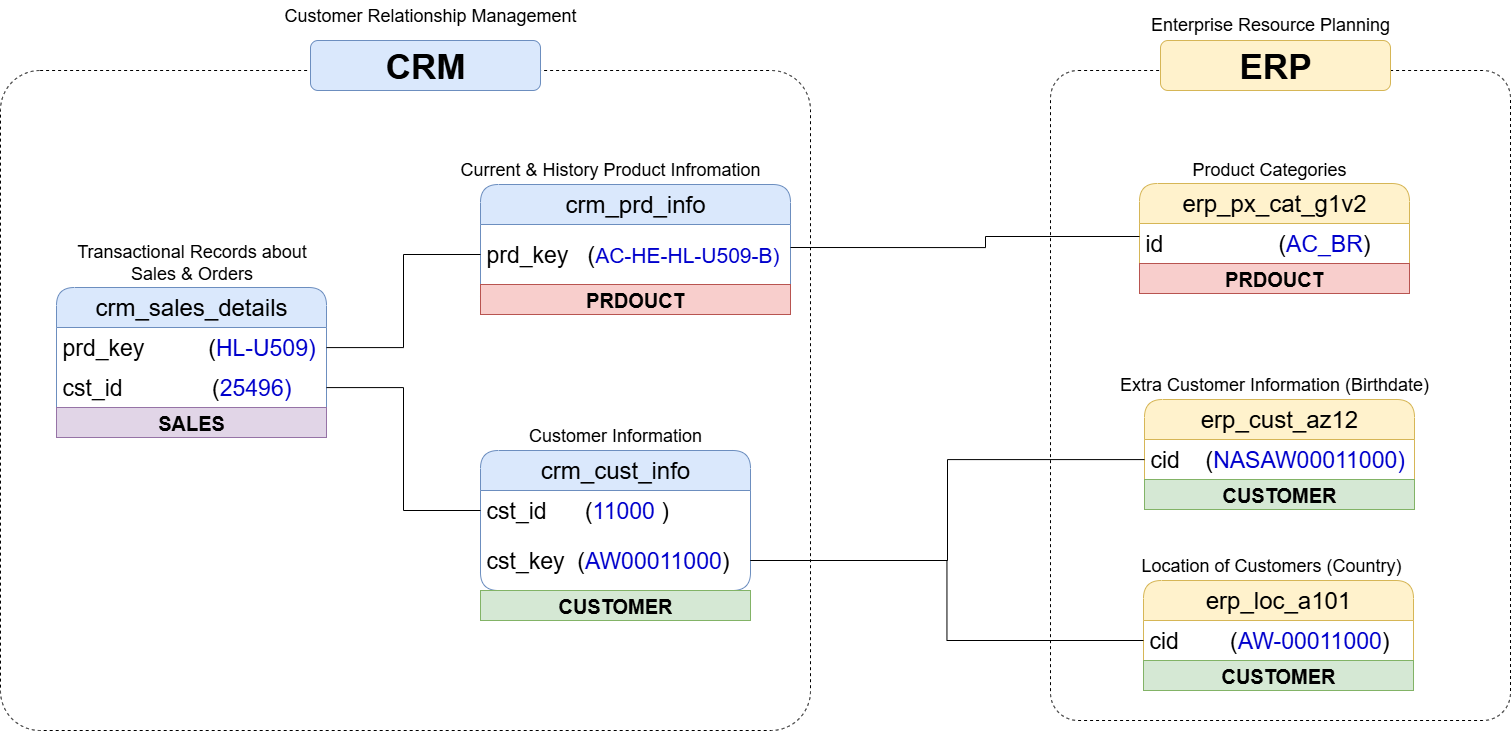 Customer Relationship Management
CRM
Enterprise Resource Planning
ERP
Transactional Records about
Sales & Orders
crm_sales_details
prd_key (HL-U509)
cst_id (25496)
SALES
Current & History Product Infromation
crm_prd_info
prd_key (AC-HE-HL-U509-B)
PRDOUCT
Customer Information
crm_cust_info
cst_id (11000 )
cst_key (AW00011000)
CUSTOMER
Product Categories
erp_px_cat_g1v2
id (AC_BR)
PRDOUCT
Extra Customer Information (Birthdate)
erp_cust_az12
cid (NASAW00011000)
CUSTOMER
Location of Customers (Country)
erp_loc_a101
cid (AW-00011000)
CUSTOMER